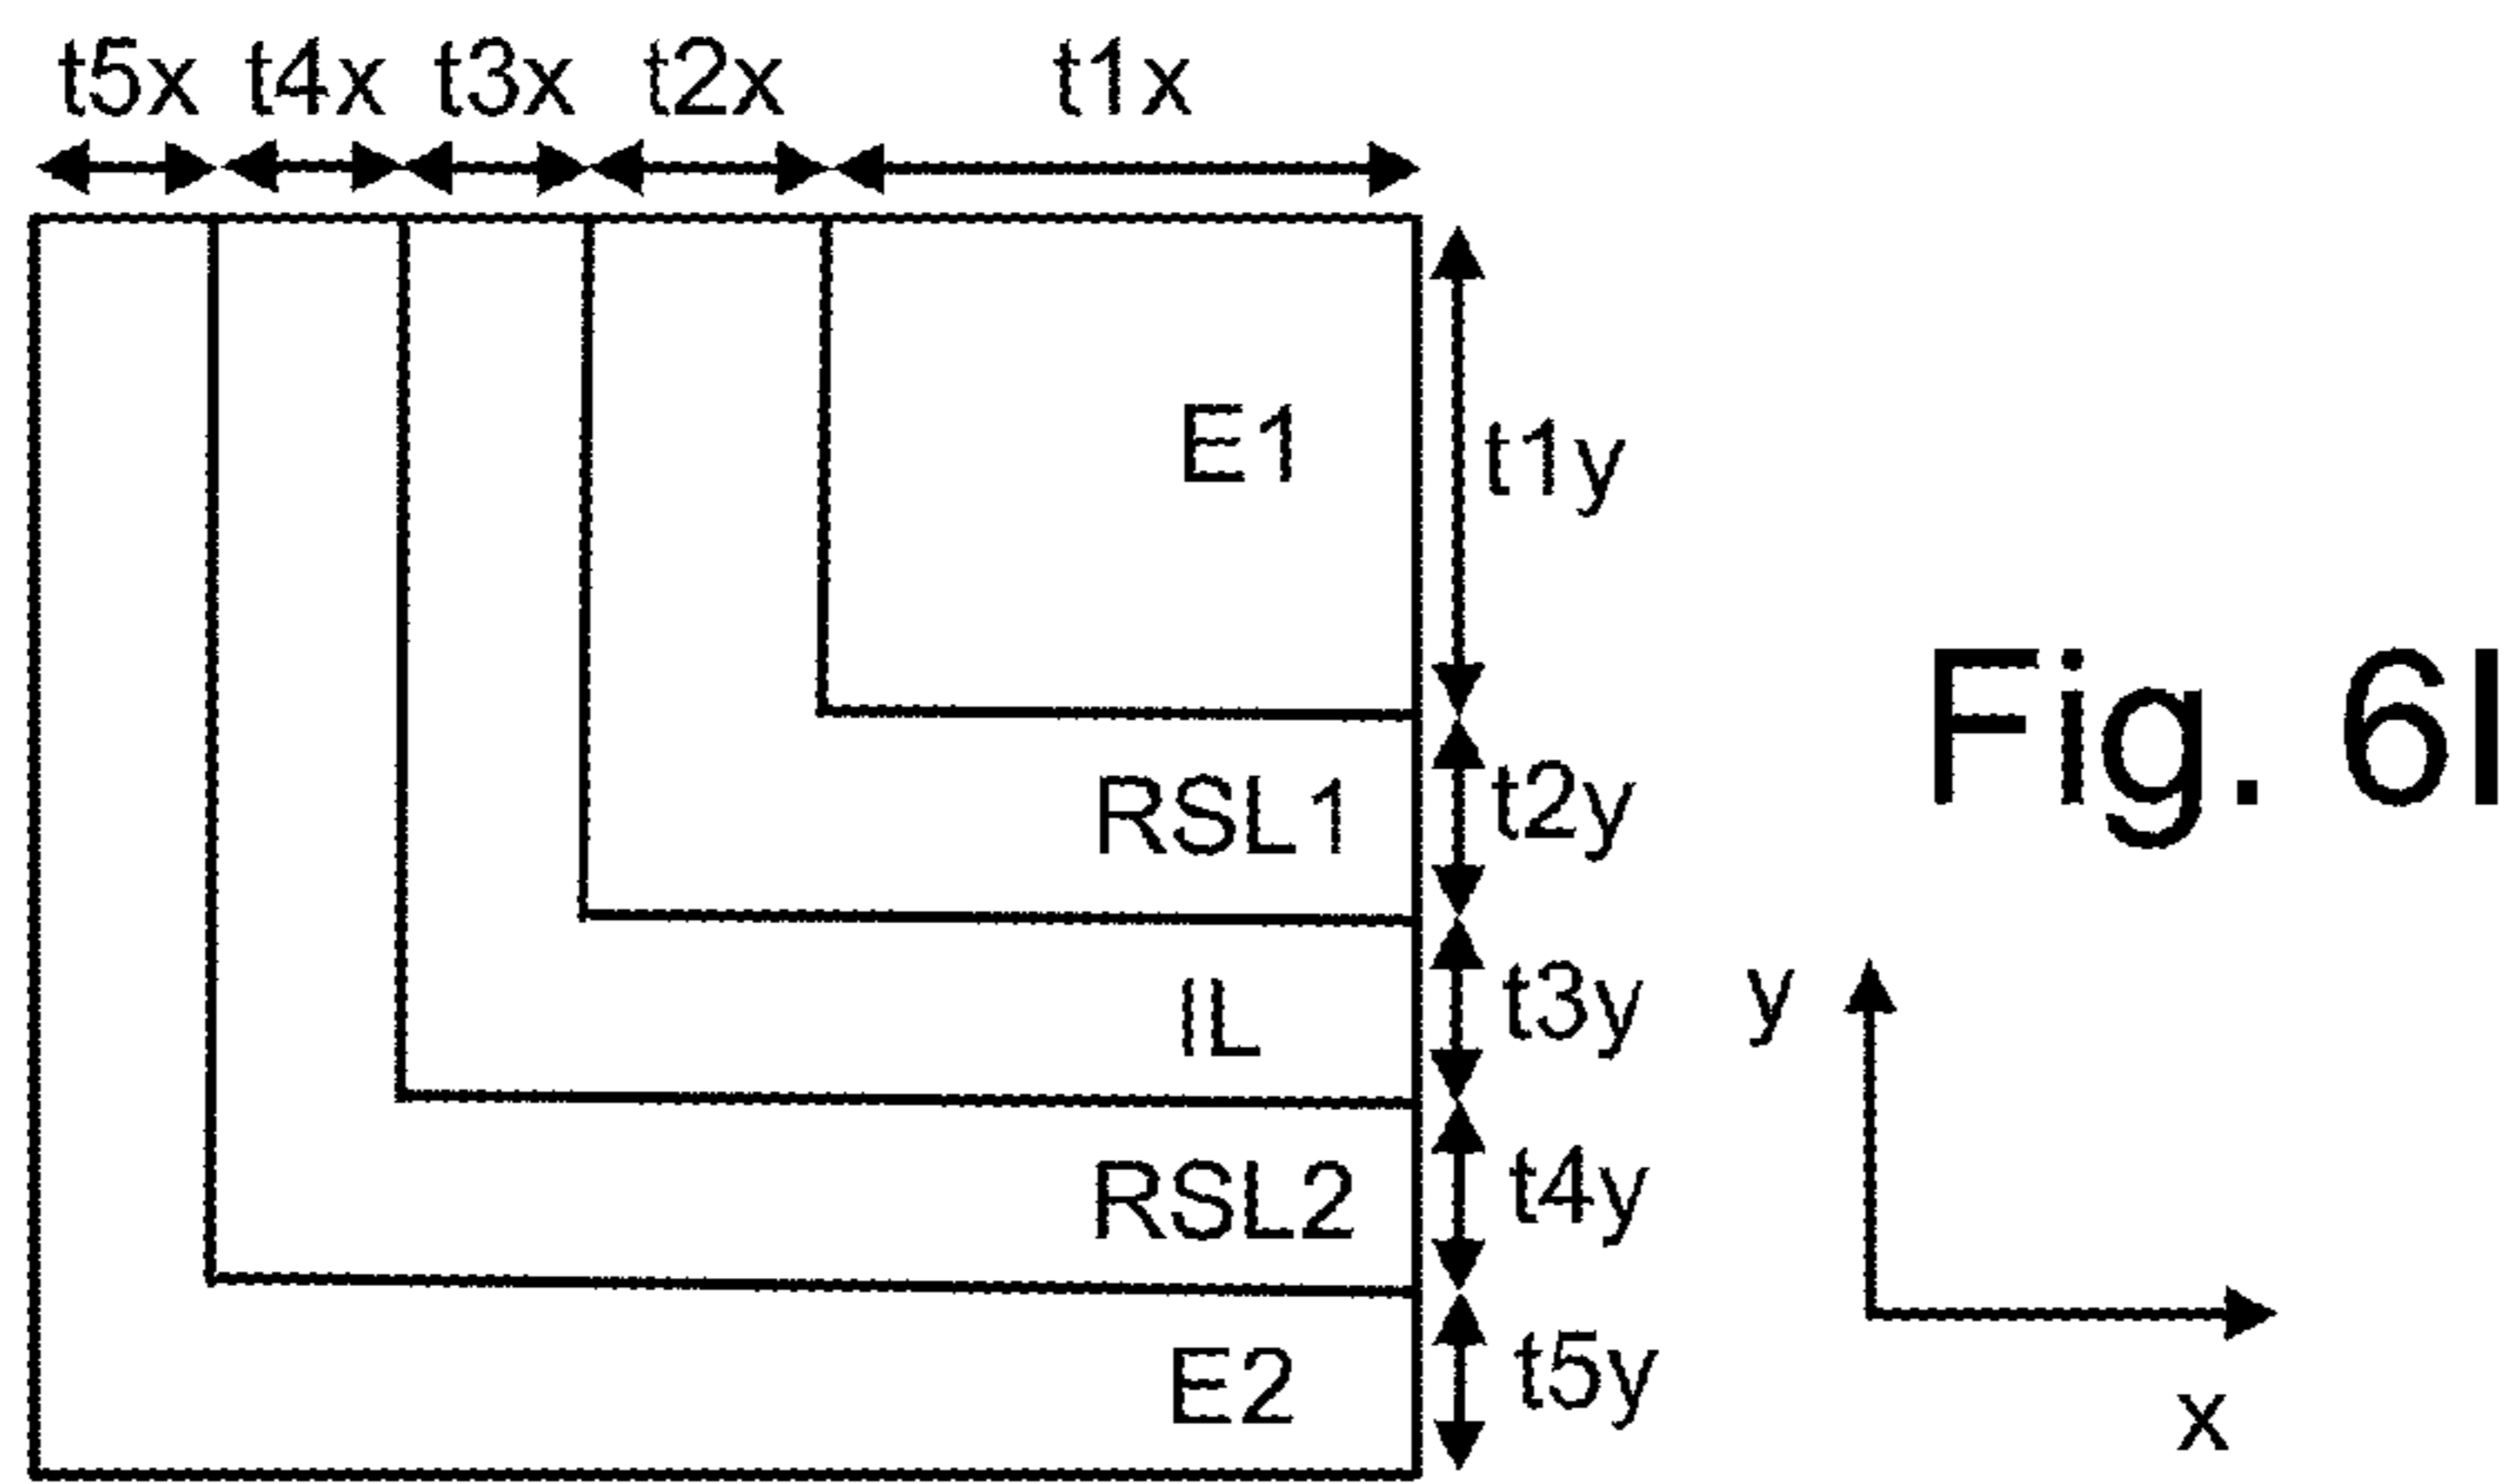 t5x t4x t3x t2x t1x
E1
t1y
RSL1
t2y
Fig. 6I
IL
t3y
y
RSL2
t4y
E2
t5y
x